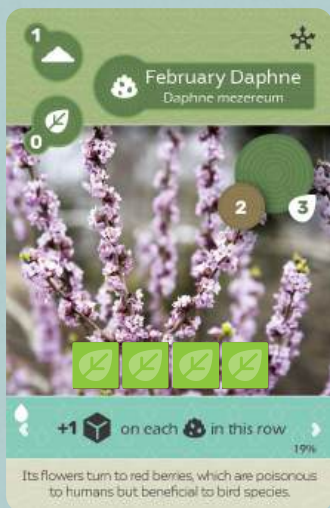 1
February Daphne
Daphne mezereum
0
2
3
+1 on each in this row
19%
Its flowers turn to red berries, which are poisonous
to humans but beneficial to bird species.